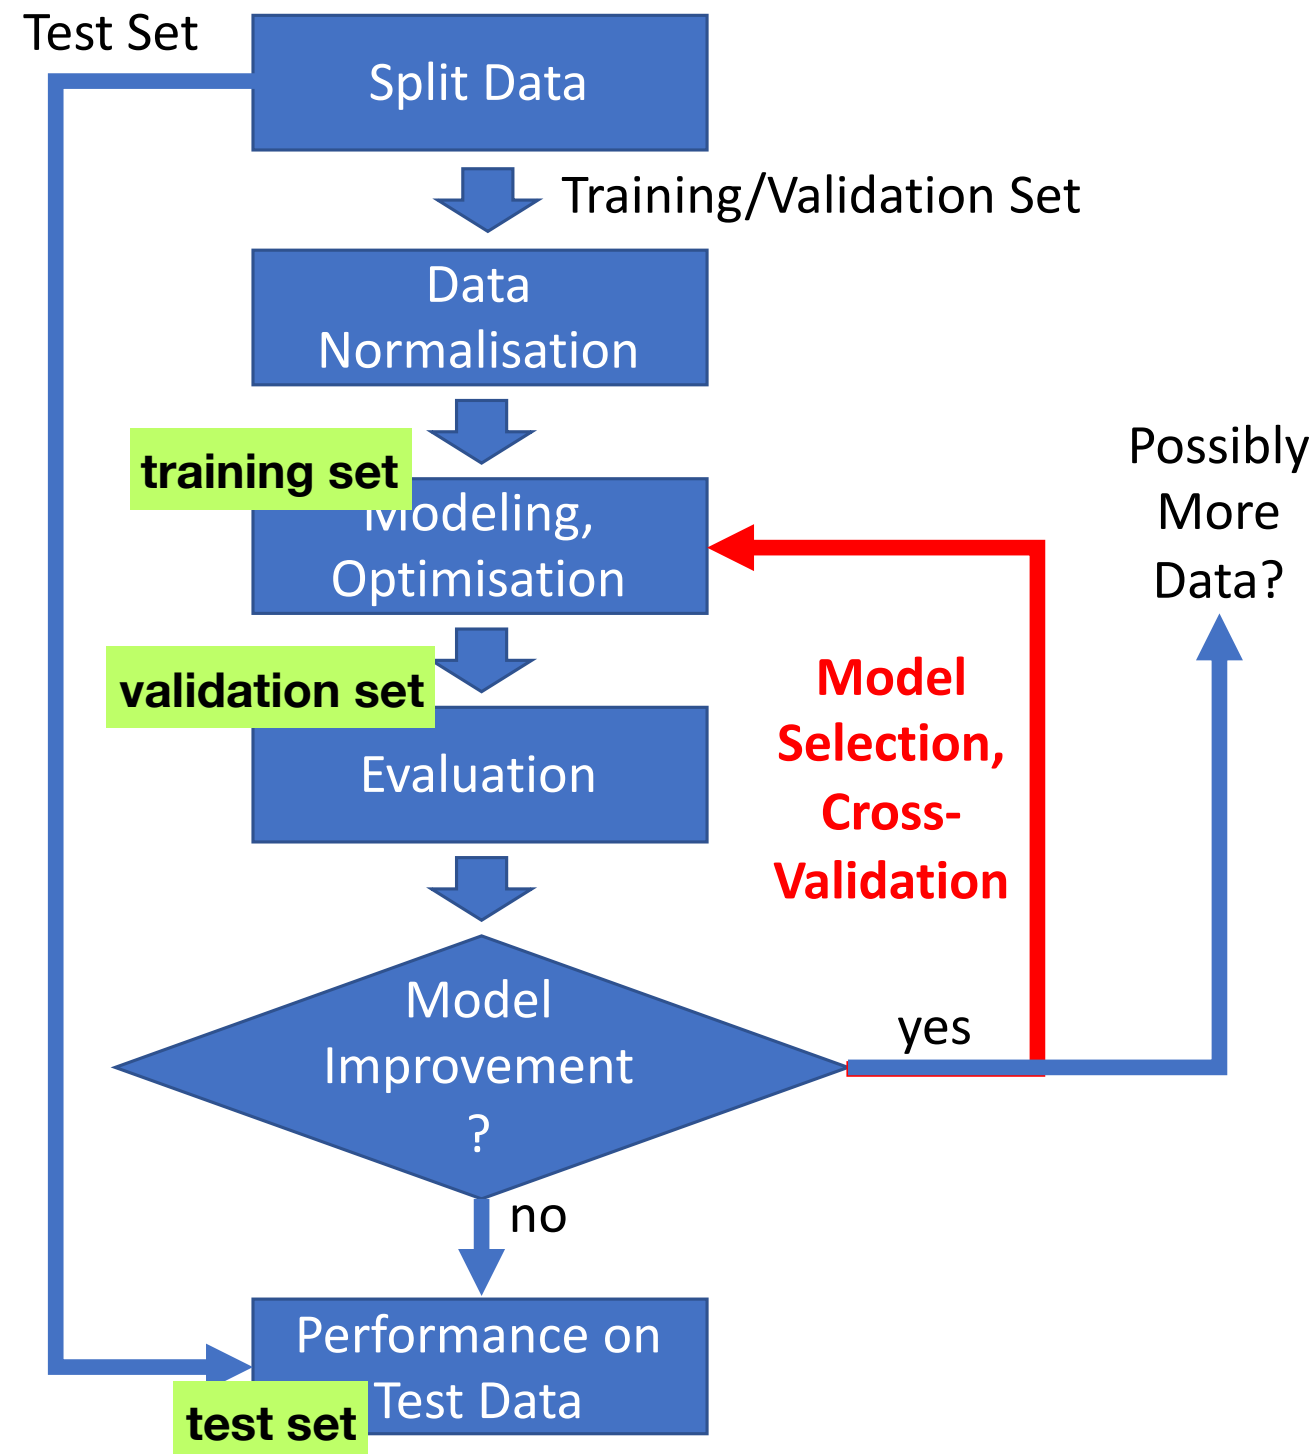 Test Set
Split Data
Training/Validation Set
Data
Normalisation
training set
Modeling,
Optimisation
Possibly
More
Data?
validation set
Evaluation
Model
Selection,
Cross-
Validation
Model
Improvement
?
yes
no
Performance on
Test Data
test set